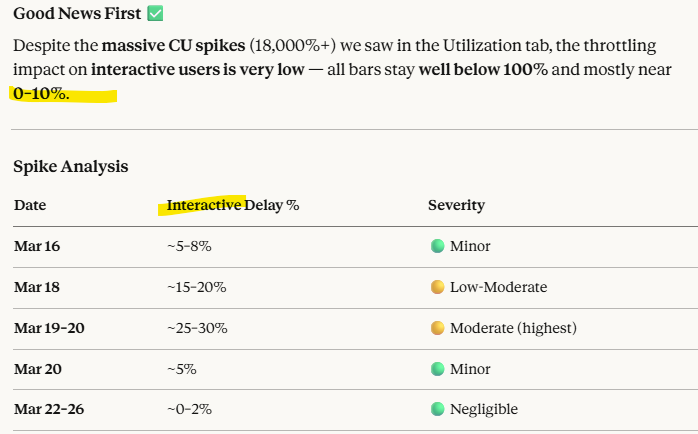 Good News First ✅
Despite the massive CU spikes (18,000%+) we saw in the Utilization tab, the throttling
impact on interactive users is very low — all bars stay well below 100% and mostly near
0–10%.
Spike Analysis
Date Interactive Delay % Severity
Mar 16 ~5–8% 🟢 Minor
Mar 18 ~15–20% 🟡 Low-Moderate
Mar 19–20 ~25–30% 🟡 Moderate (highest)
Mar 20 ~5% 🟢 Minor
Mar 22–26 ~0–2% 🟢 Negligible